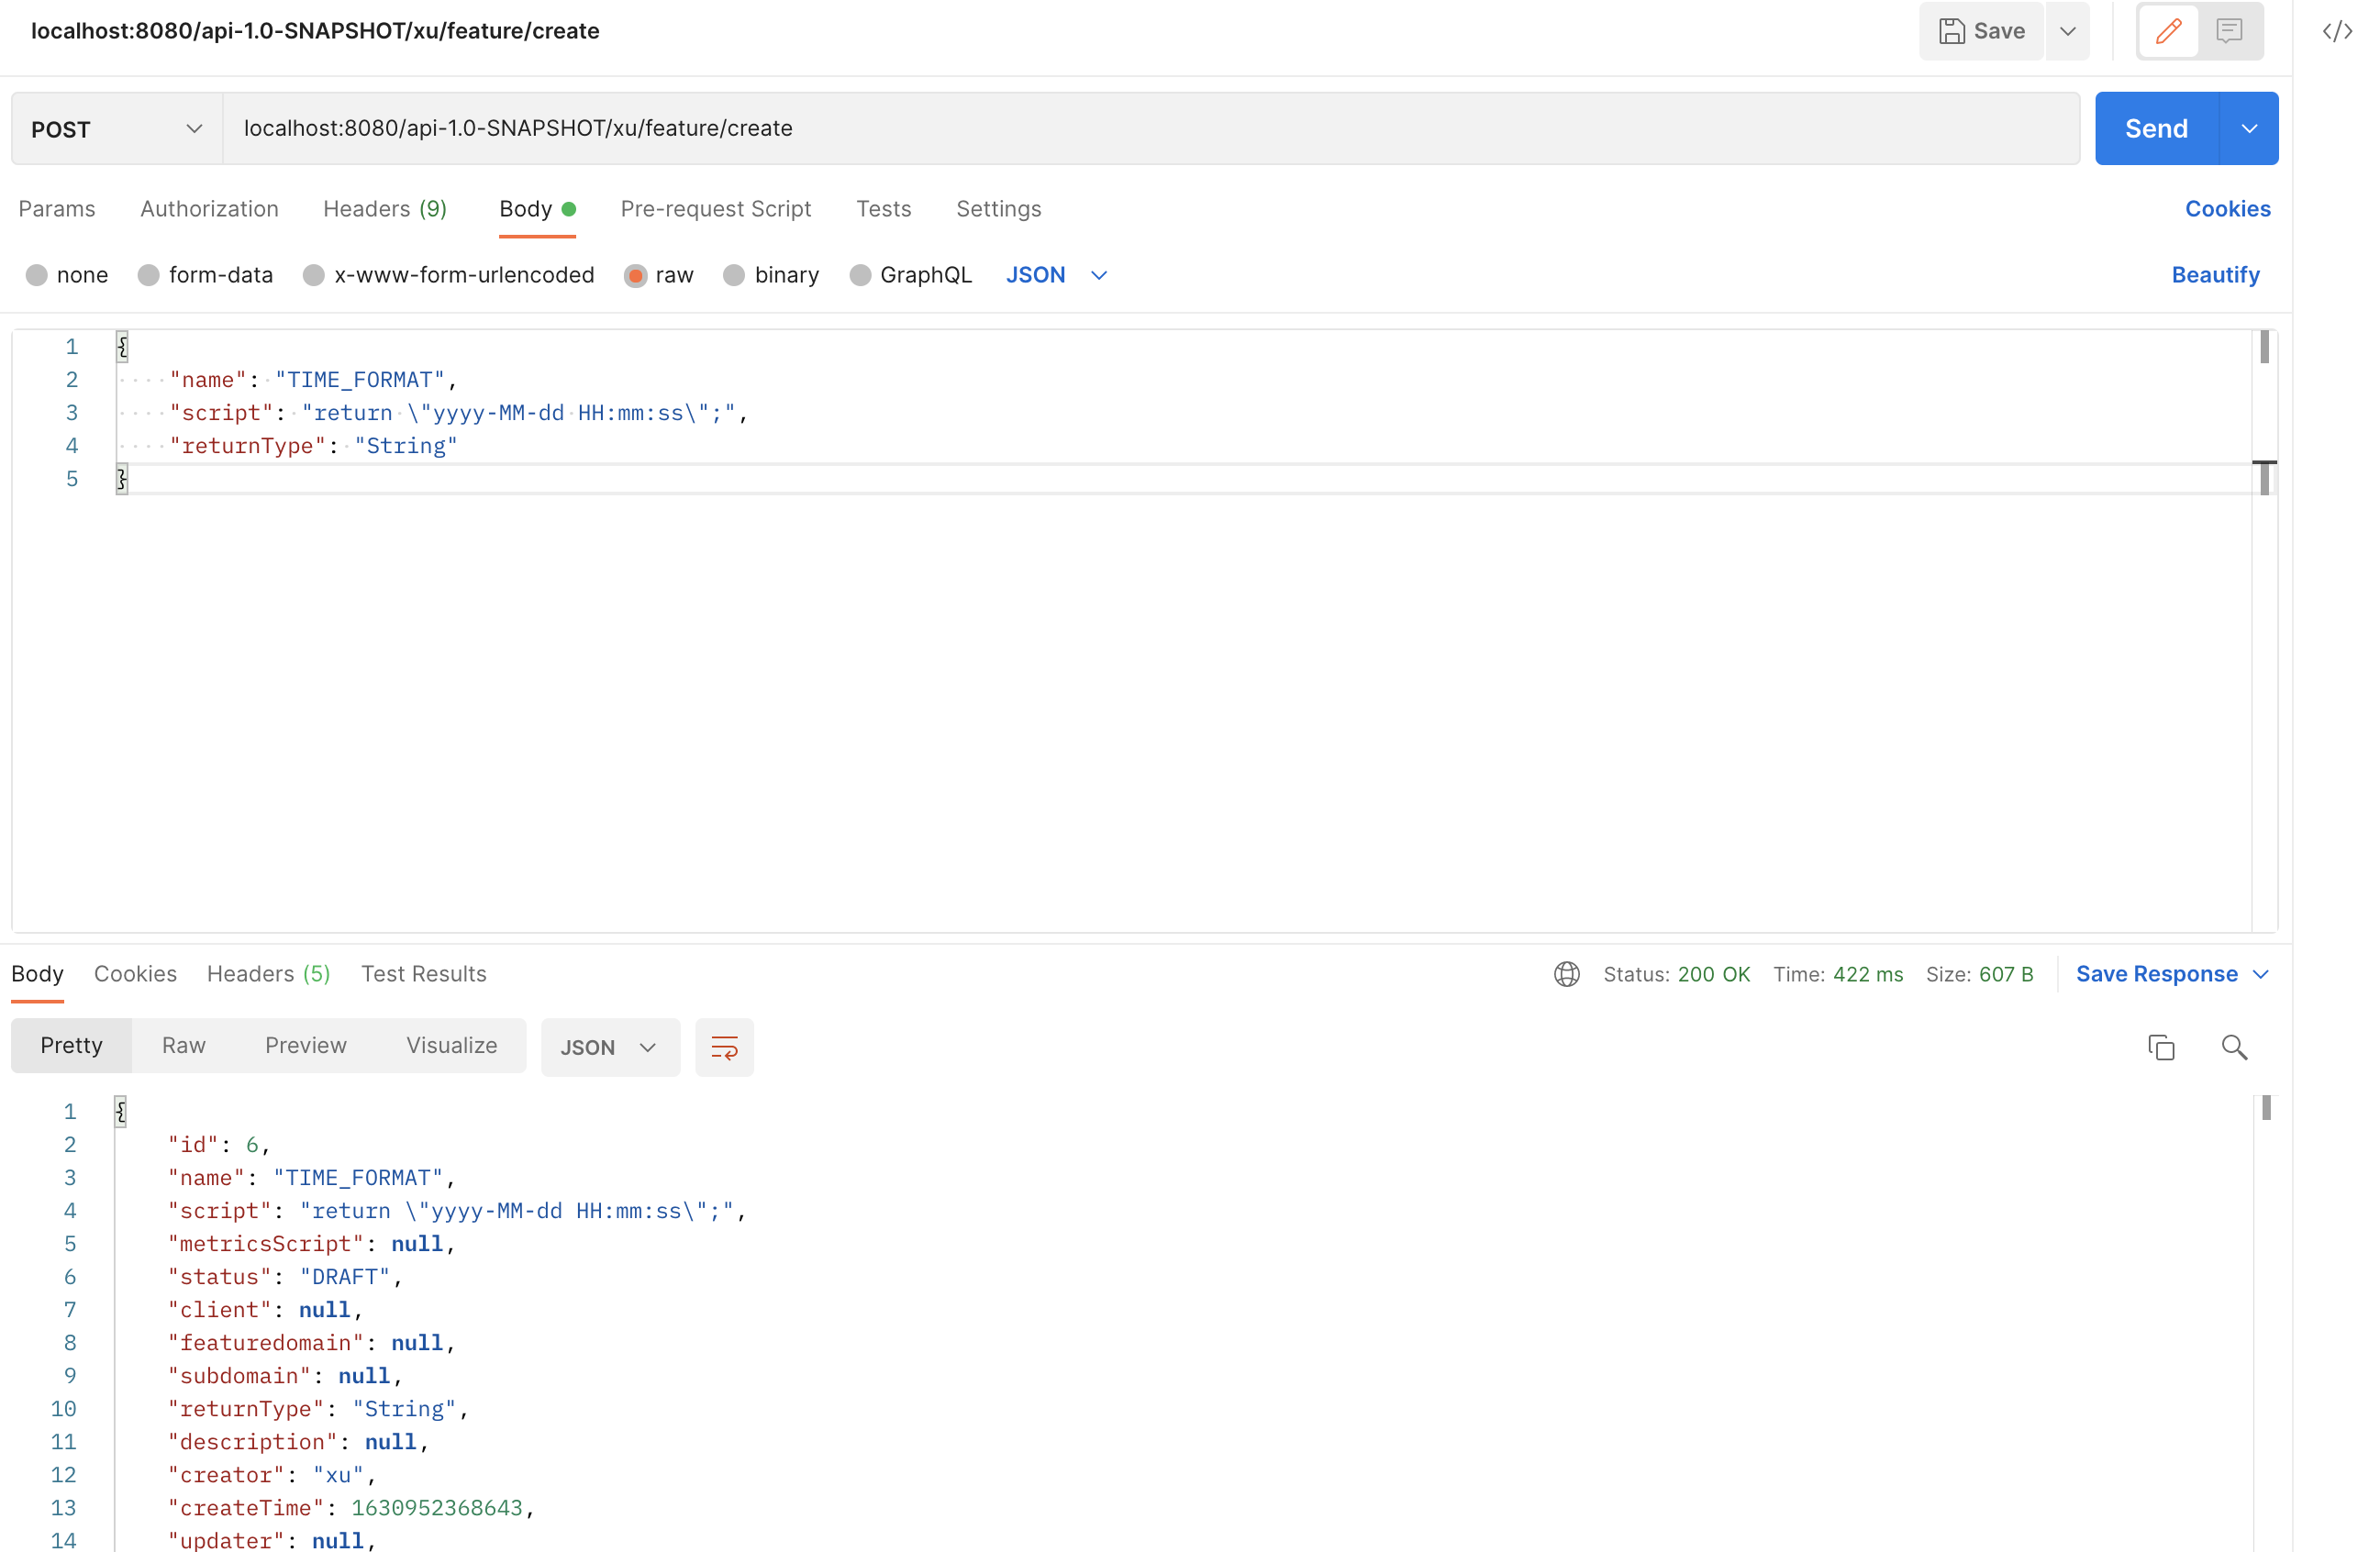 localhost:8080/api-1.0-SNAPSHOT/xu/feature/create
Save
POST localhost:8080/api-1.0-SNAPSHOT/xu/feature/create Send
Params Authorization Headers (9) Body Pre-request Script Tests Settings Cookies
none form-data x-www-form-urlencoded raw binary GraphQL JSON Beautify
1 {
2 "name": "TIME_FORMAT",
3 "script": "return \"yyyy-MM-dd HH:mm:ss\";",
4 "returnType": "String"
5 }
Body Cookies Headers (5) Test Results Status: 200 OK Time: 422 ms Size: 607 B Save Response
Pretty Raw Preview Visualize JSON
1 {
2 "id": 6,
3 "name": "TIME_FORMAT",
4 "script": "return \"yyyy-MM-dd HH:mm:ss\";",
5 "metricsScript": null,
6 "status": "DRAFT",
7 "client": null,
8 "featuredomain": null,
9 "subdomain": null,
10 "returnType": "String",
11 "description": null,
12 "creator": "xu",
13 "createTime": 1630952368643,
14 "updater": null,